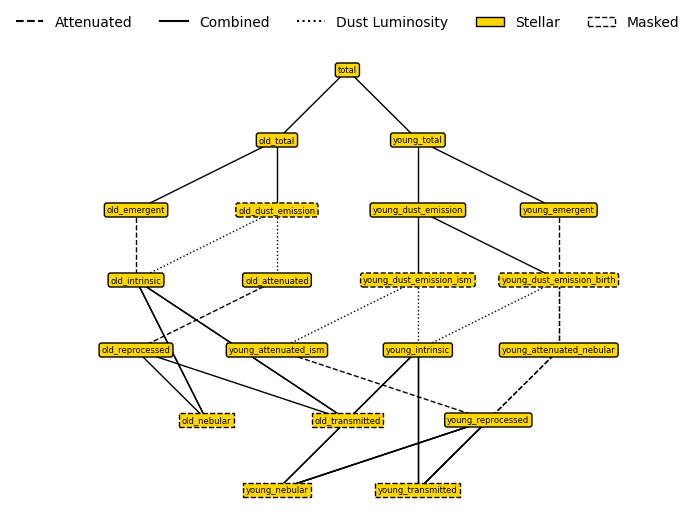 Attenuated Combined Dust Luminosity Stellar Masked
total
old_total young_total
old_emergent old_dust_emission young_dust_emission young_emergent
old_intrinsic old_attenuated young_dust_emission_ism young_dust_emission_birth
old_reprocessed young_attenuated_ism young_intrinsic young_attenuated_nebular
old_nebular old_transmitted young_reprocessed
young_nebular young_transmitted